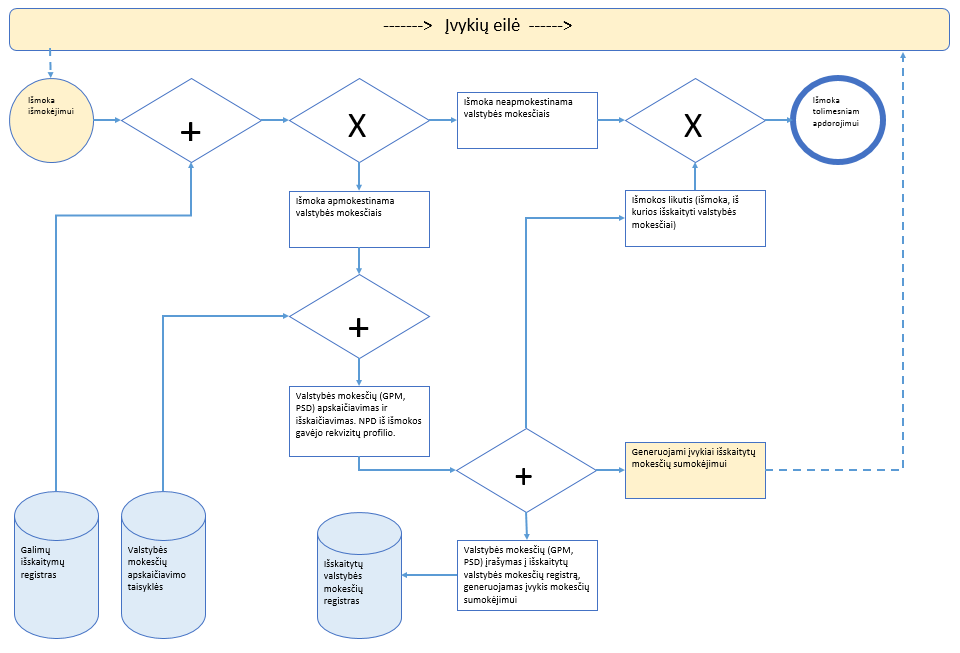 -------> Įvykių eilė ------>
Išmoka
išmokėjimui
+
X
Išmoka neapmokestinama
valstybės mokesčiais
X
Išmoka
tolimesniam
apdorojimui
Išmoka apmokestinama
valstybės mokesčiais
Išmokos likutis (išmoka, iš
kurios išskaityti valstybės
mokesčiai)
+
Valstybės mokesčių (GPM,
PSD) apskaičiavimas ir
išskaičiavimas. NPD iš išmokos
gavėjo rekvizitų profilio.
+
Generuojami įvykiai išskaitytų
mokesčių sumokėjimui
Galimų
išskaitymų
registras
Valstybės
mokesčių
apskaičiavimo
taisyklės
Išskaitytų
valstybės
mokesčių
registras
Valstybės mokesčių (GPM,
PSD) įrašymas į išskaitytų
valstybės mokesčių registrą,
generuojamas įvykis mokesčių
sumokėjimui